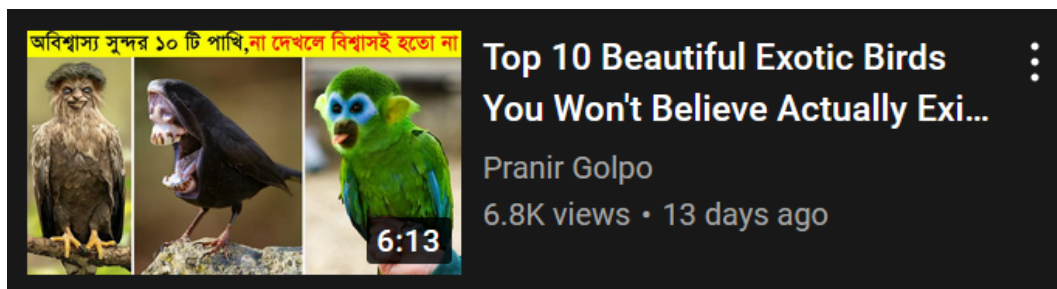 অবিশ্বাস্য সুন্দর ১০ টি পাখি,না দেখলে বিশ্বাসই হতো না
6:13
Top 10 Beautiful Exotic Birds
You Won't Believe Actually Exi...
Pranir Golpo
6.8K views • 13 days ago